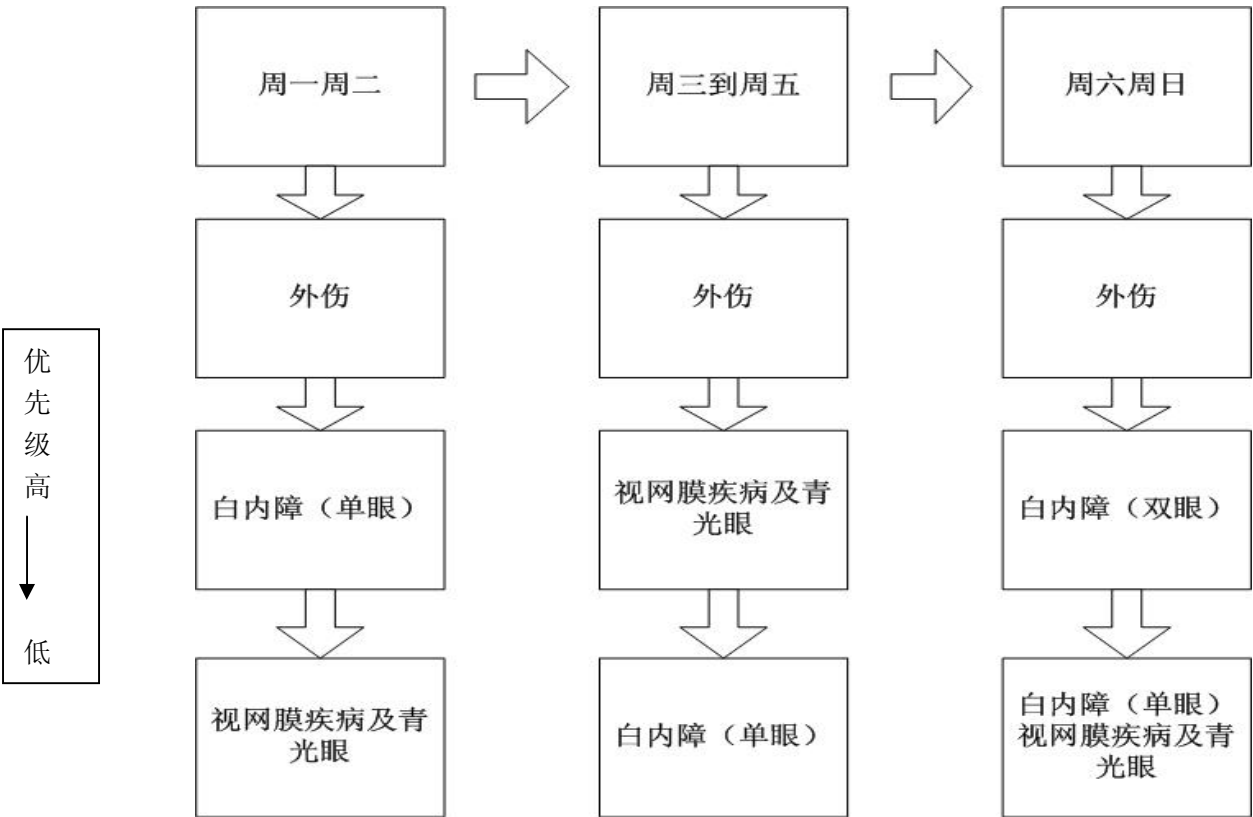 周一周二
周三到周五
周六周日
外伤
外伤
外伤
优
先
级
高
低
白内障（单眼）
视网膜疾病及青
光眼
白内障（双眼）
视网膜疾病及青
光眼
白内障（单眼）
白内障（单眼）
视网膜疾病及青
光眼